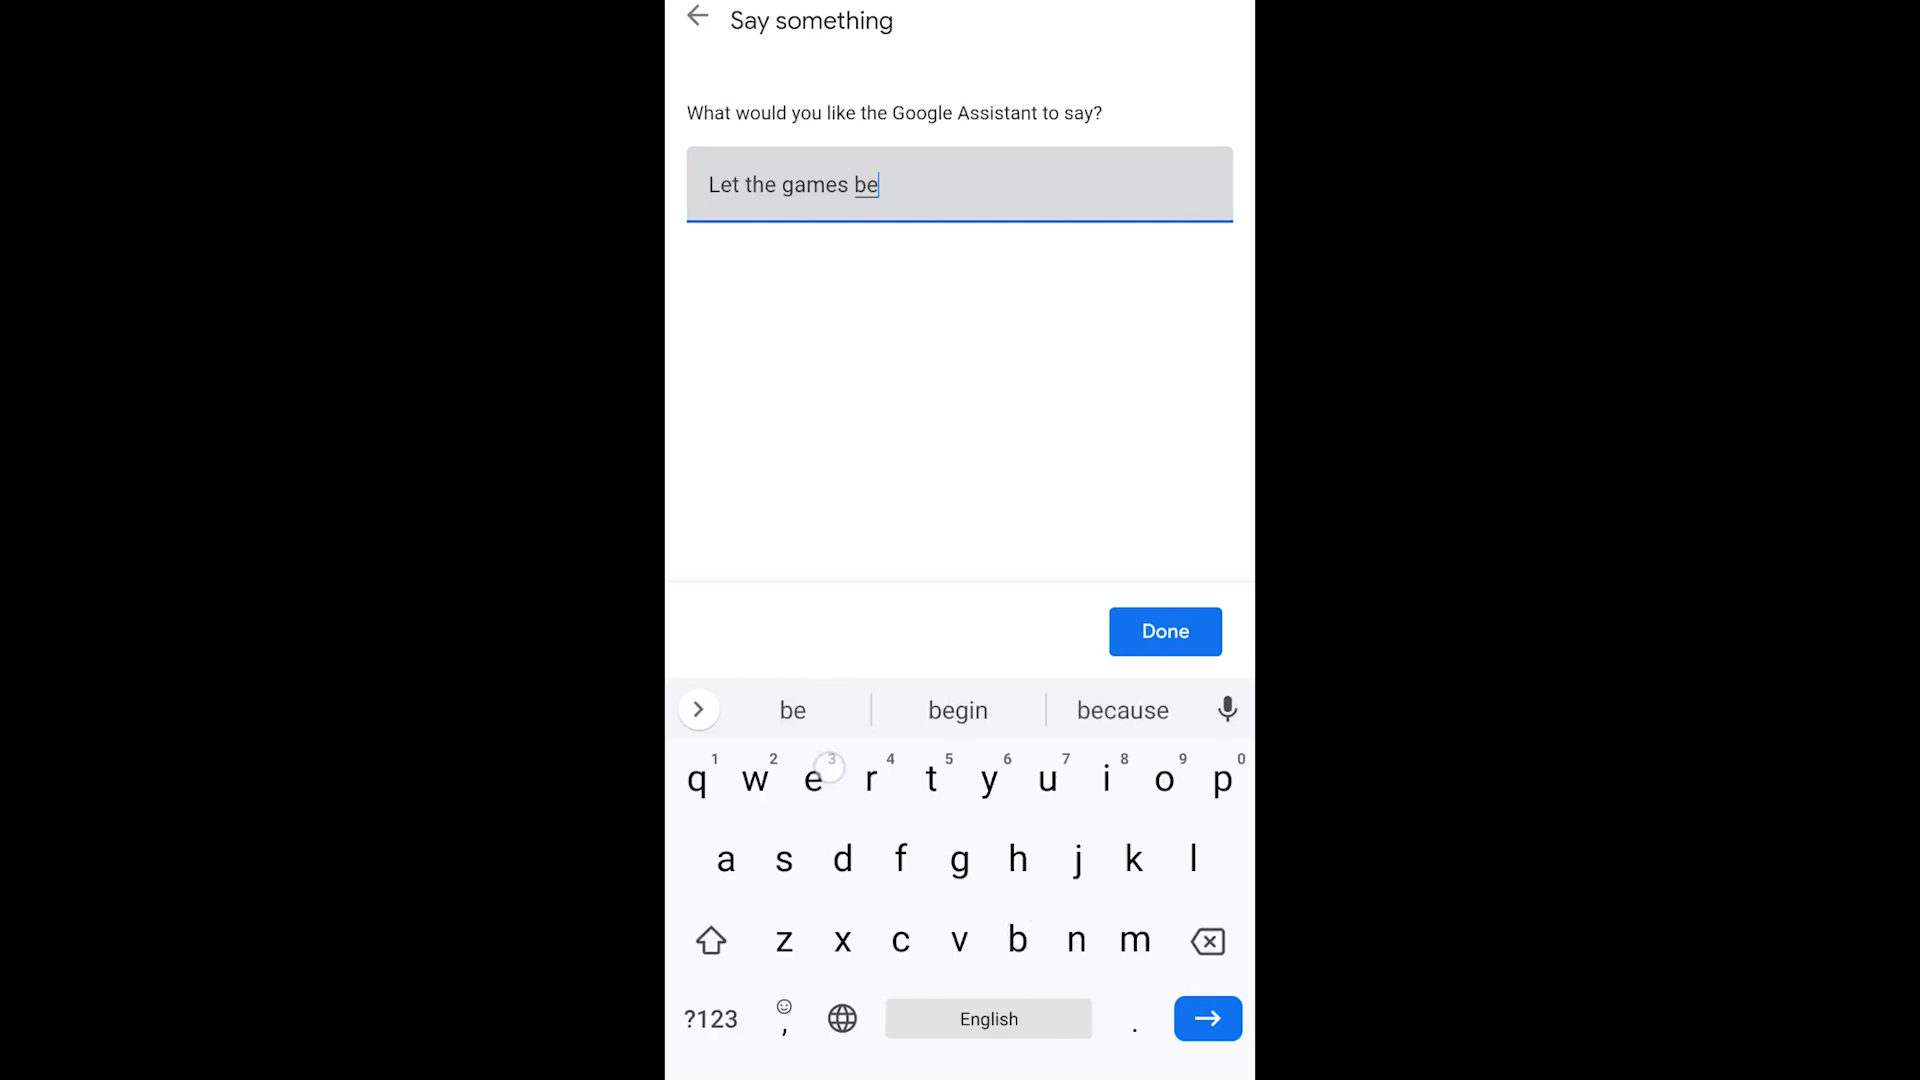 Say something
What would you like the Google Assistant to say?
Let the games be
Done
be begin because
1 2 3 4 5 6 7 8 9 0
q w e r t y u i o p
a s d f g h j k l
z x c v b n m
?123 , English .